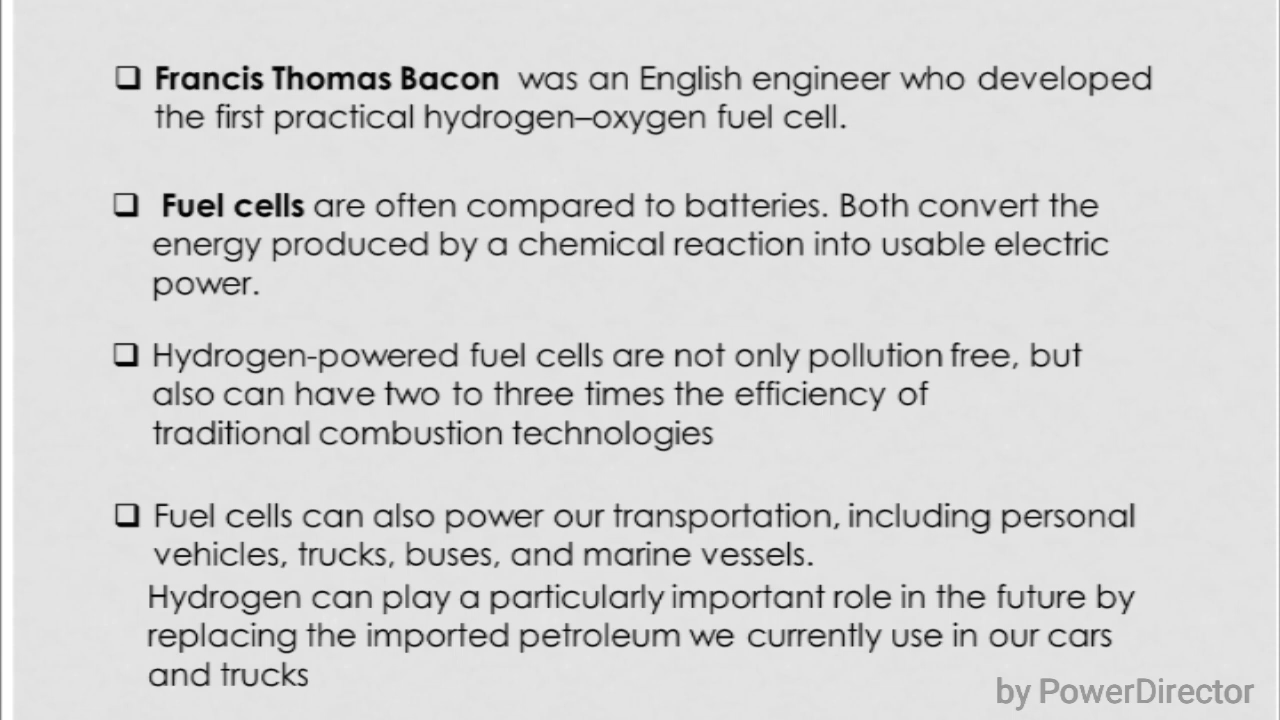 ❑ Francis Thomas Bacon was an English engineer who developed
the first practical hydrogen–oxygen fuel cell.
❑ Fuel cells are often compared to batteries. Both convert the
energy produced by a chemical reaction into usable electric
power.
❑ Hydrogen-powered fuel cells are not only pollution free, but
also can have two to three times the efficiency of
traditional combustion technologies
❑ Fuel cells can also power our transportation, including personal
vehicles, trucks, buses, and marine vessels.
Hydrogen can play a particularly important role in the future by
replacing the imported petroleum we currently use in our cars
and trucks
by PowerDirector